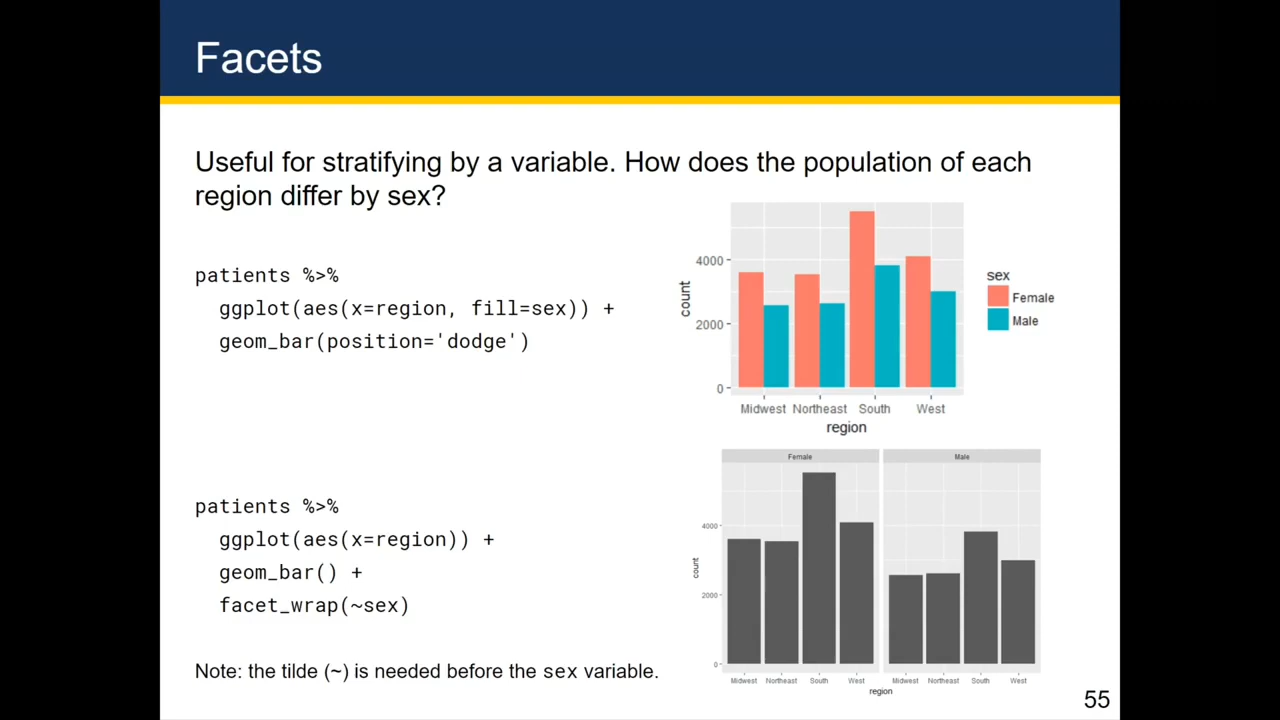 Facets
Useful for stratifying by a variable. How does the population of each
region differ by sex?
patients %>%
ggplot(aes(x=region, fill=sex)) +
geom_bar(position='dodge')
count
4000
2000
0
Midwest Northeast South West
region
sex
Female
Male
patients %>%
ggplot(aes(x=region)) +
geom_bar() +
facet_wrap(~sex)
Note: the tilde (~) is needed before the sex variable.
Female Male
count
4000
2000
0
Midwest Northeast South West Midwest Northeast South West
region
55